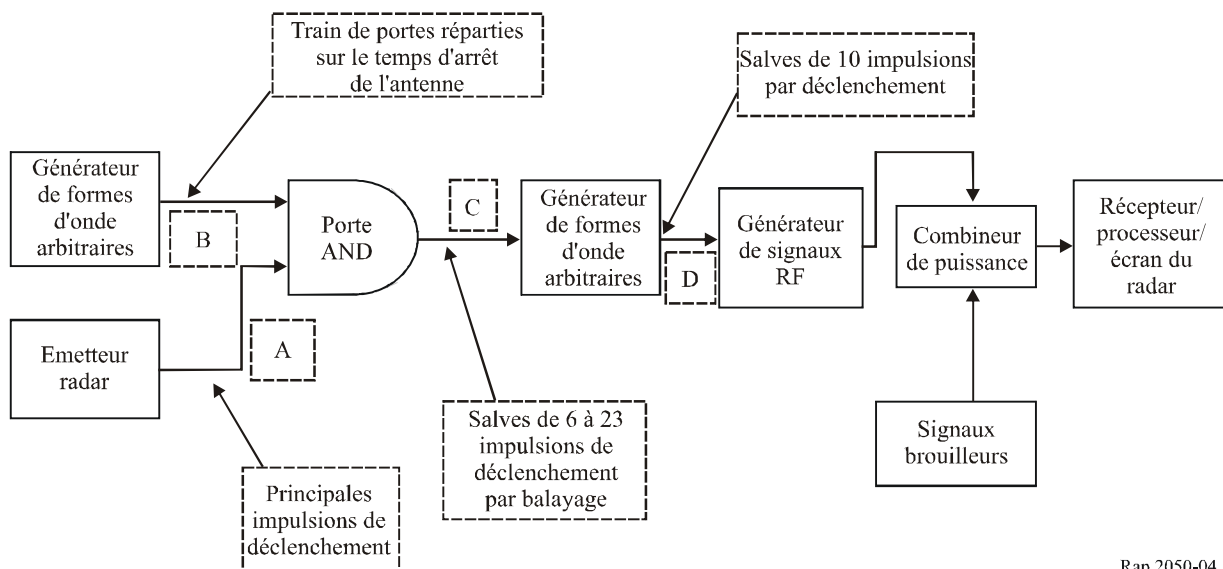 Train de portes réparties
sur le temps d'arrêt
de l'antenne
Salves de 10 impulsions
par déclenchement
Générateur
de formes
d'onde
arbitraires
B
Porte
AND
C
Générateur
de formes
d'onde
arbitraires
D
Générateur
de signaux
RF
Combineur
de puissance
Récepteur/
processeur/
écran du
radar
Emetteur
radar
A
Principales
impulsions de
déclenchement
Salves de 6 à 23
impulsions de
déclenchement
par balayage
Signaux
brouilleurs
Rap 2050-04